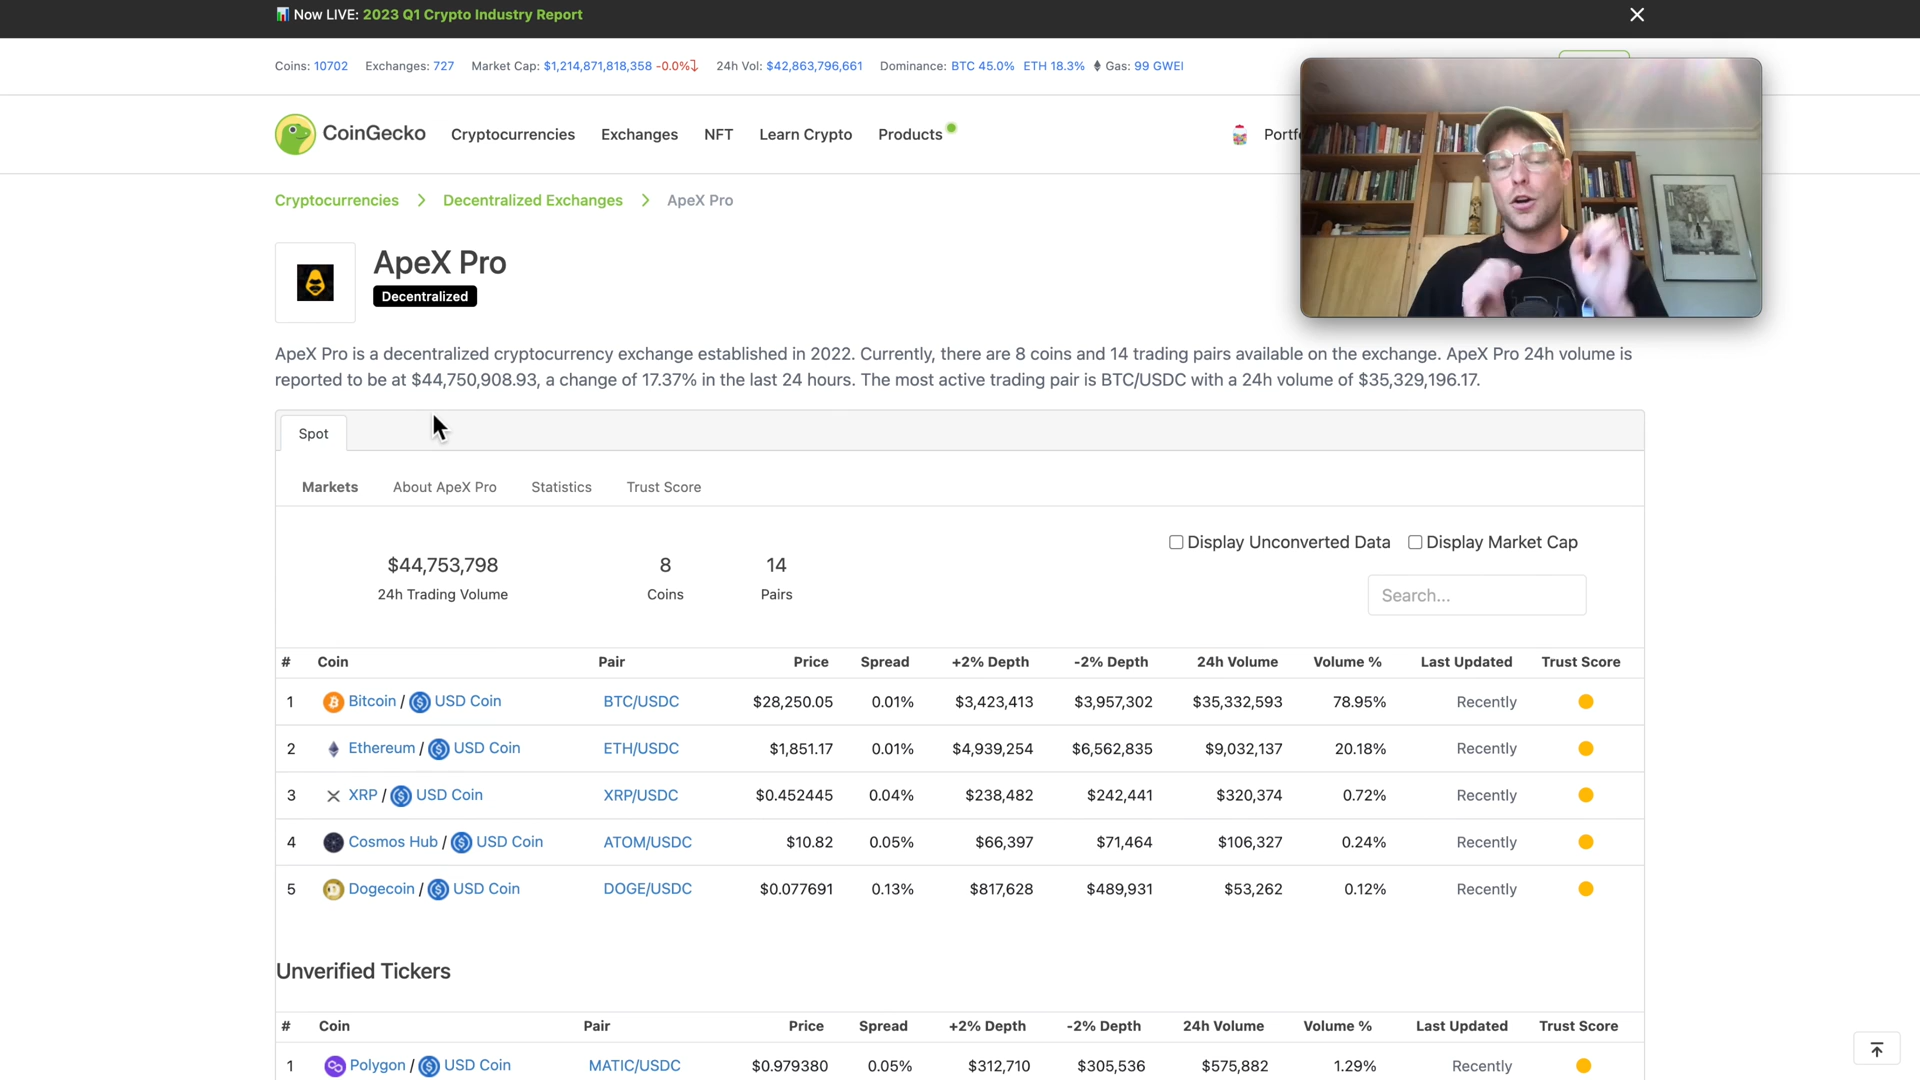 Now LIVE: 2023 Q1 Crypto Industry Report
Coins: 10702 Exchanges: 727 Market Cap: $1,214,871,818,358 -0.0% 24h Vol: $42,863,796,661 Dominance: BTC 45.0% ETH 18.3% Gas: 99 GWEI
CoinGecko Cryptocurrencies Exchanges NFT Learn Crypto Products Portfo
Cryptocurrencies > Decentralized Exchanges > ApeX Pro
ApeX Pro
Decentralized
ApeX Pro is a decentralized cryptocurrency exchange established in 2022. Currently, there are 8 coins and 14 trading pairs available on the exchange. ApeX Pro 24h volume is
reported to be at $44,750,908.93, a change of 17.37% in the last 24 hours. The most active trading pair is BTC/USDC with a 24h volume of $35,329,196.17.
Spot
Markets About ApeX Pro Statistics Trust Score
Display Unconverted Data Display Market Cap
$44,753,798 8 14
24h Trading Volume Coins Pairs
Search...
# Coin Pair Price Spread +2% Depth -2% Depth 24h Volume Volume % Last Updated Trust Score
1 Bitcoin / USD Coin BTC/USDC $28,250.05 0.01% $3,423,413 $3,957,302 $35,332,593 78.95% Recently
2 Ethereum / USD Coin ETH/USDC $1,851.17 0.01% $4,939,254 $6,562,835 $9,032,137 20.18% Recently
3 XRP / USD Coin XRP/USDC $0.452445 0.04% $238,482 $242,441 $320,374 0.72% Recently
4 Cosmos Hub / USD Coin ATOM/USDC $10.82 0.05% $66,397 $71,464 $106,327 0.24% Recently
5 Dogecoin / USD Coin DOGE/USDC $0.077691 0.13% $817,628 $489,931 $53,262 0.12% Recently
Unverified Tickers
# Coin Pair Price Spread +2% Depth -2% Depth 24h Volume Volume % Last Updated Trust Score
1 Polygon / USD Coin MATIC/USDC $0.979380 0.05% $312,710 $305,536 $575,882 1.29% Recently